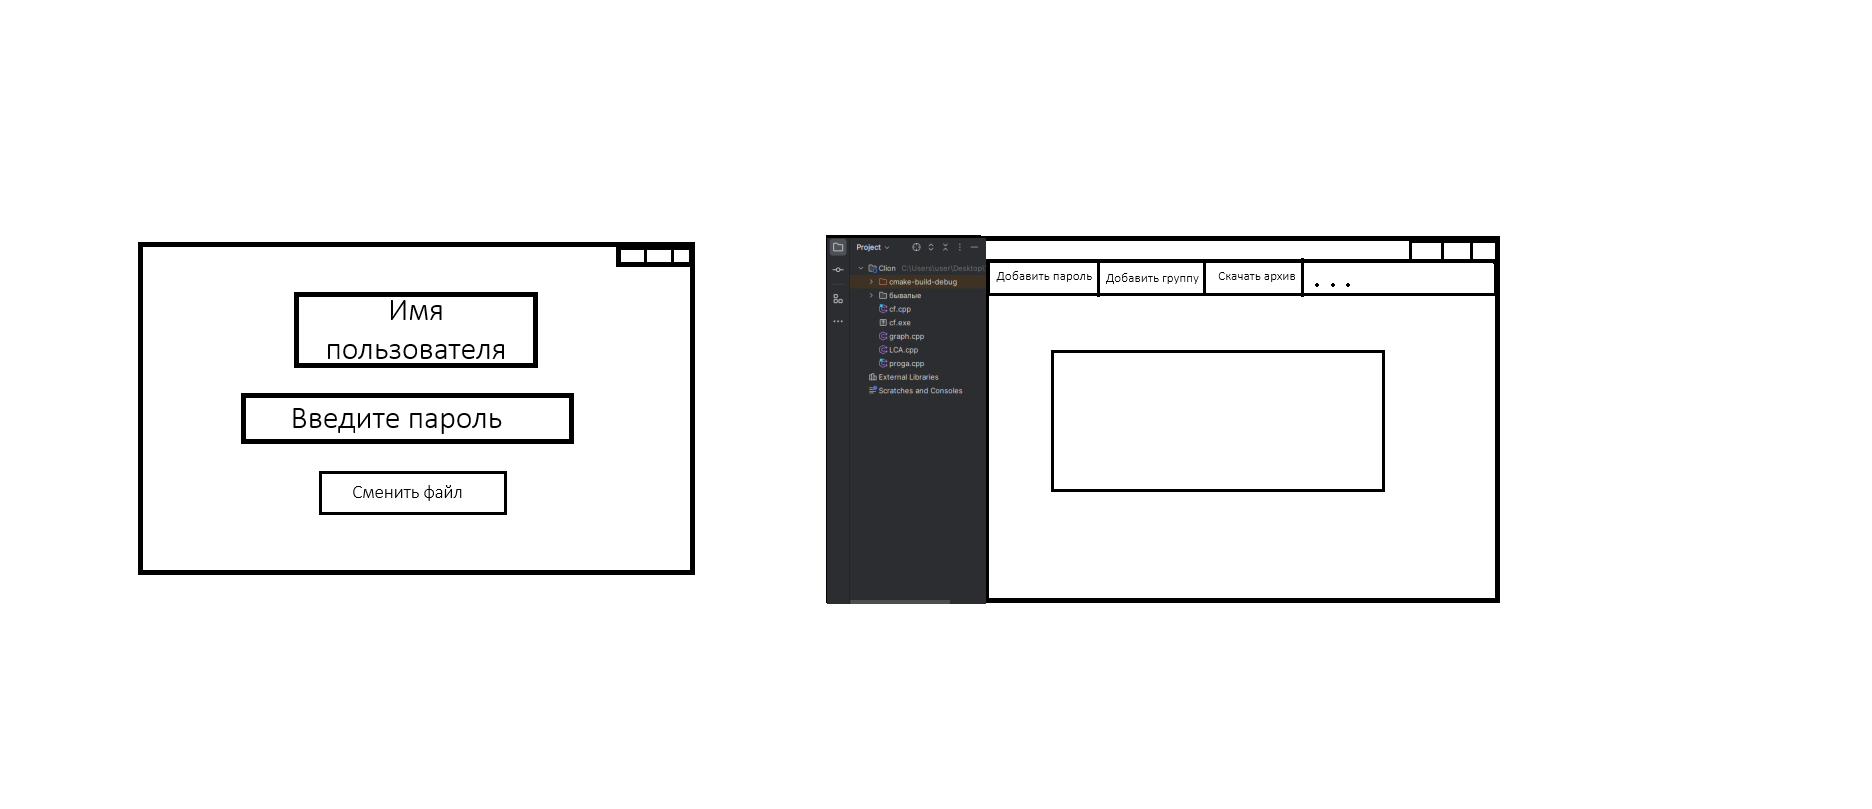 Имя
пользователя
Введите пароль
Сменить файл
Project
Clion C:\Users\user\Desktop\
cmake-build-debug
бывалые
cf.cpp
cf.exe
graph.cpp
LCA.cpp
proga.cpp
External Libraries
Scratches and Consoles
Добавить пароль
Добавить группу
Скачать архив
. . .